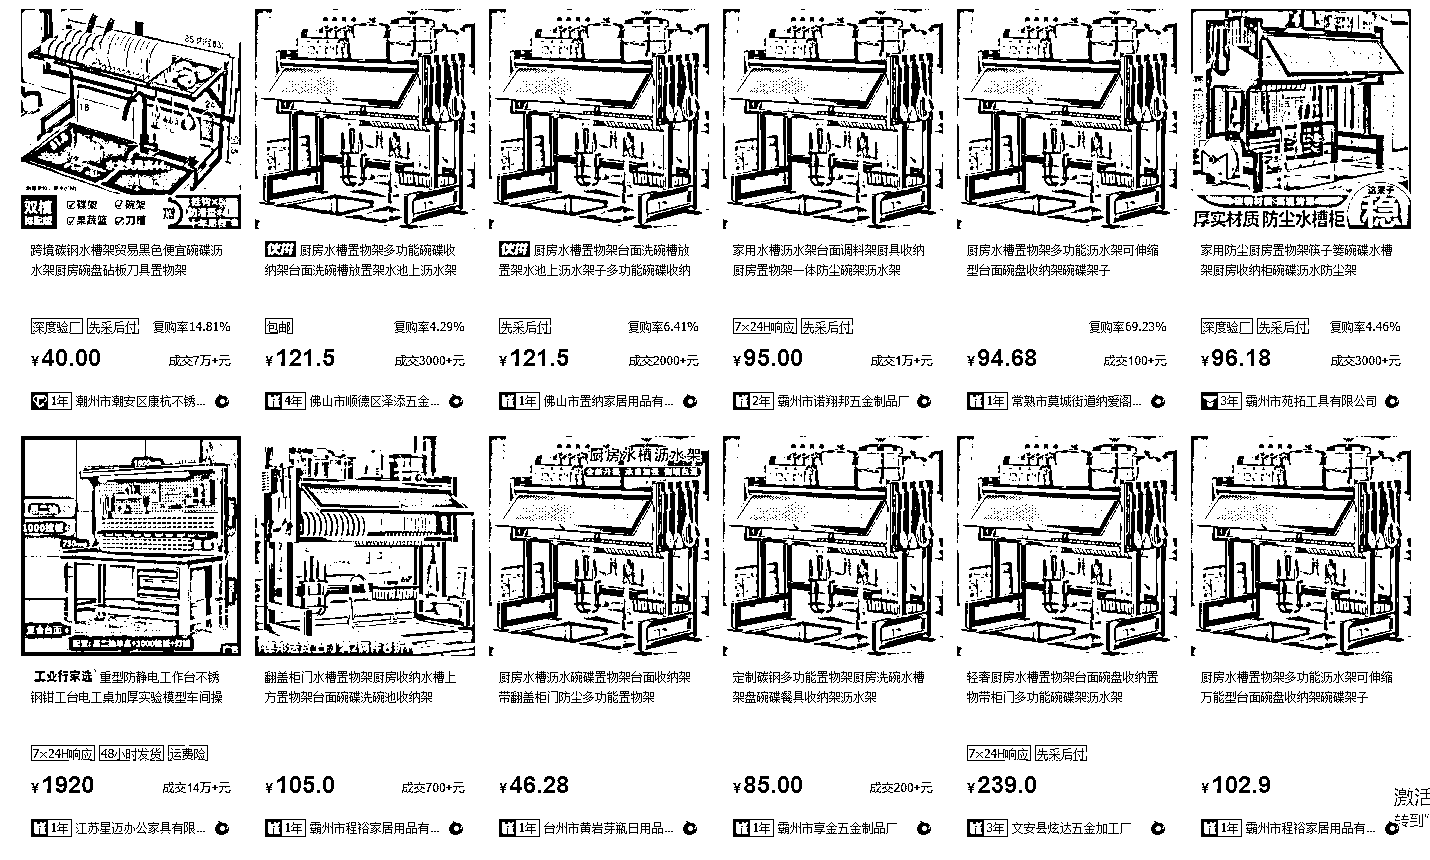 双槽
碟架
碗架
果蔬篮
刀槽
厚实材质 防尘水槽柜
稳
跨境碳钢水槽架贸易黑色便宜碗碟沥
水架厨房碗盘砧板刀具置物架
深度验厂 先采后付 复购率14.81%
¥40.00 成交7万+元
1年 潮州市潮安区康杭不锈...
伙拼 厨房水槽置物架多功能碗碟收
纳架台面洗碗槽放置架水池上沥水架
包邮 复购率4.29%
¥121.5 成交3000+元
4年 佛山市顺德区泽添五金...
伙拼 厨房水槽置物架台面洗碗槽放
置架水池上沥水架子多功能碗碟收纳
先采后付 复购率6.41%
¥121.5 成交2000+元
1年 佛山市置纳家居用品有...
家用水槽沥水架台面调料架厨具收纳
厨房置物架一体防尘碗架沥水架
7×24H响应 先采后付
¥95.00 成交1万+元
2年 霸州市诺翔邦五金制品厂
厨房水槽置物架多功能沥水架可伸缩
型台面碗盘收纳架碗碟架子
复购率69.23%
¥94.68 成交100+元
1年 常熟市莫城街道纳爱阁...
家用防尘厨房置物架筷子篓碗碟水槽
架厨房收纳柜碗碟沥水防尘架
深度验厂 先采后付 复购率4.46%
¥96.18 成交3000+元
3年 霸州市苑拓工具有限公司
厨房水槽沥水架
工业行家选 重型防静电工作台不锈
钢钳工台电工桌加厚实验模型车间操
7×24H响应 48小时发货 运费险
¥1920 成交14万+元
1年 江苏星迈办公家具有限...
翻盖柜门水槽置物架厨房收纳水槽上
方置物架台面碗碟洗碗池收纳架
¥105.0 成交700+元
1年 霸州市程裕家居用品有...
厨房水槽沥水碗碟置物架台面收纳架
带翻盖柜门防尘多功能置物架
¥46.28
1年 台州市黄岩芽瓶日用品...
定制碳钢多功能置物架厨房洗碗水槽
架盘碗碟餐具收纳架沥水架
¥85.00 成交200+元
1年 霸州市享金五金制品厂
轻奢厨房水槽置物架台面碗盘收纳置
物带柜门多功能碗碟架沥水架
7×24H响应 先采后付
¥239.0
3年 文安县炫达五金加工厂
厨房水槽置物架多功能沥水架可伸缩
万能型台面碗盘收纳架碗碟架子
¥102.9
1年 霸州市程裕家居用品有...
激活
转到"